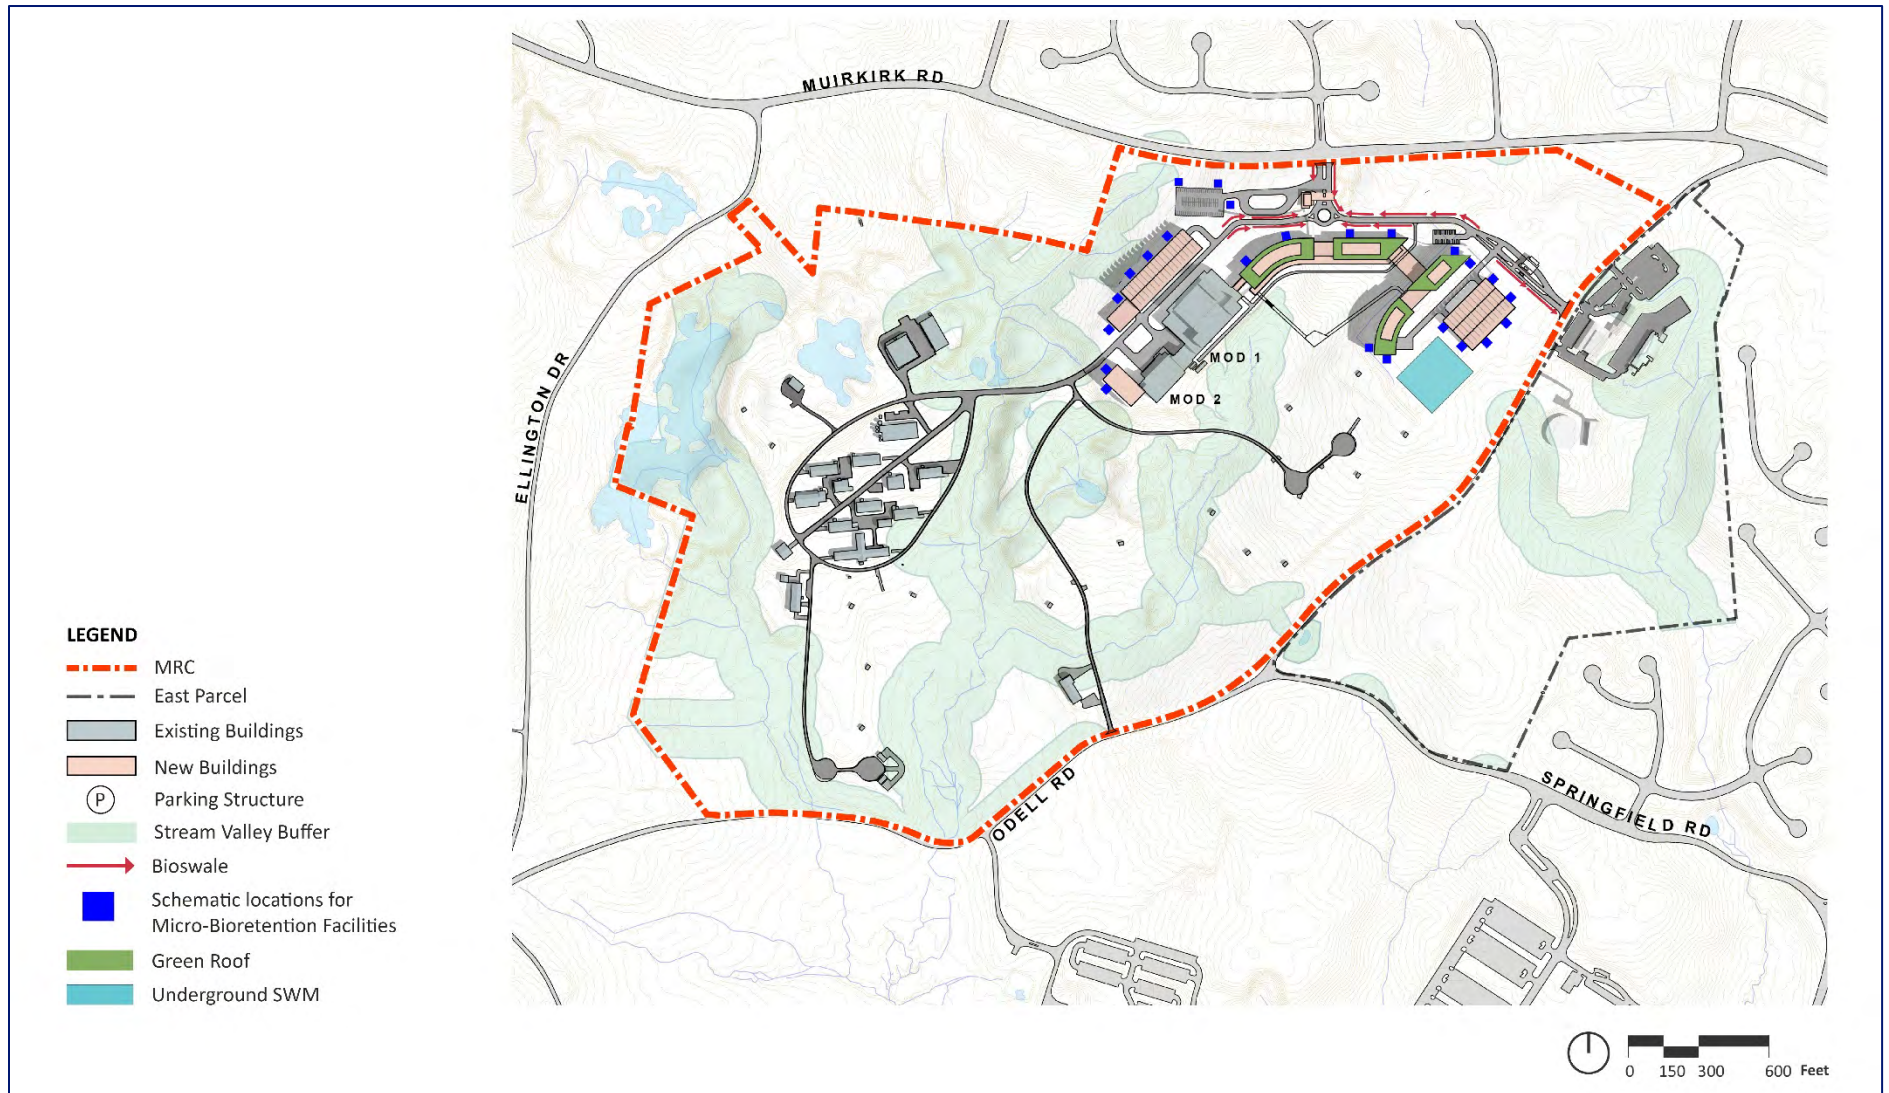 MUIRKIRK RD
ELLINGTON DR
MOD 1
MOD 2
ODELL RD
SPRINGFIELD RD
LEGEND
MRC
East Parcel
Existing Buildings
New Buildings
P Parking Structure
Stream Valley Buffer
Bioswale
Schematic locations for
Micro-Bioretention Facilities
Green Roof
Underground SWM
0 150 300 600 Feet